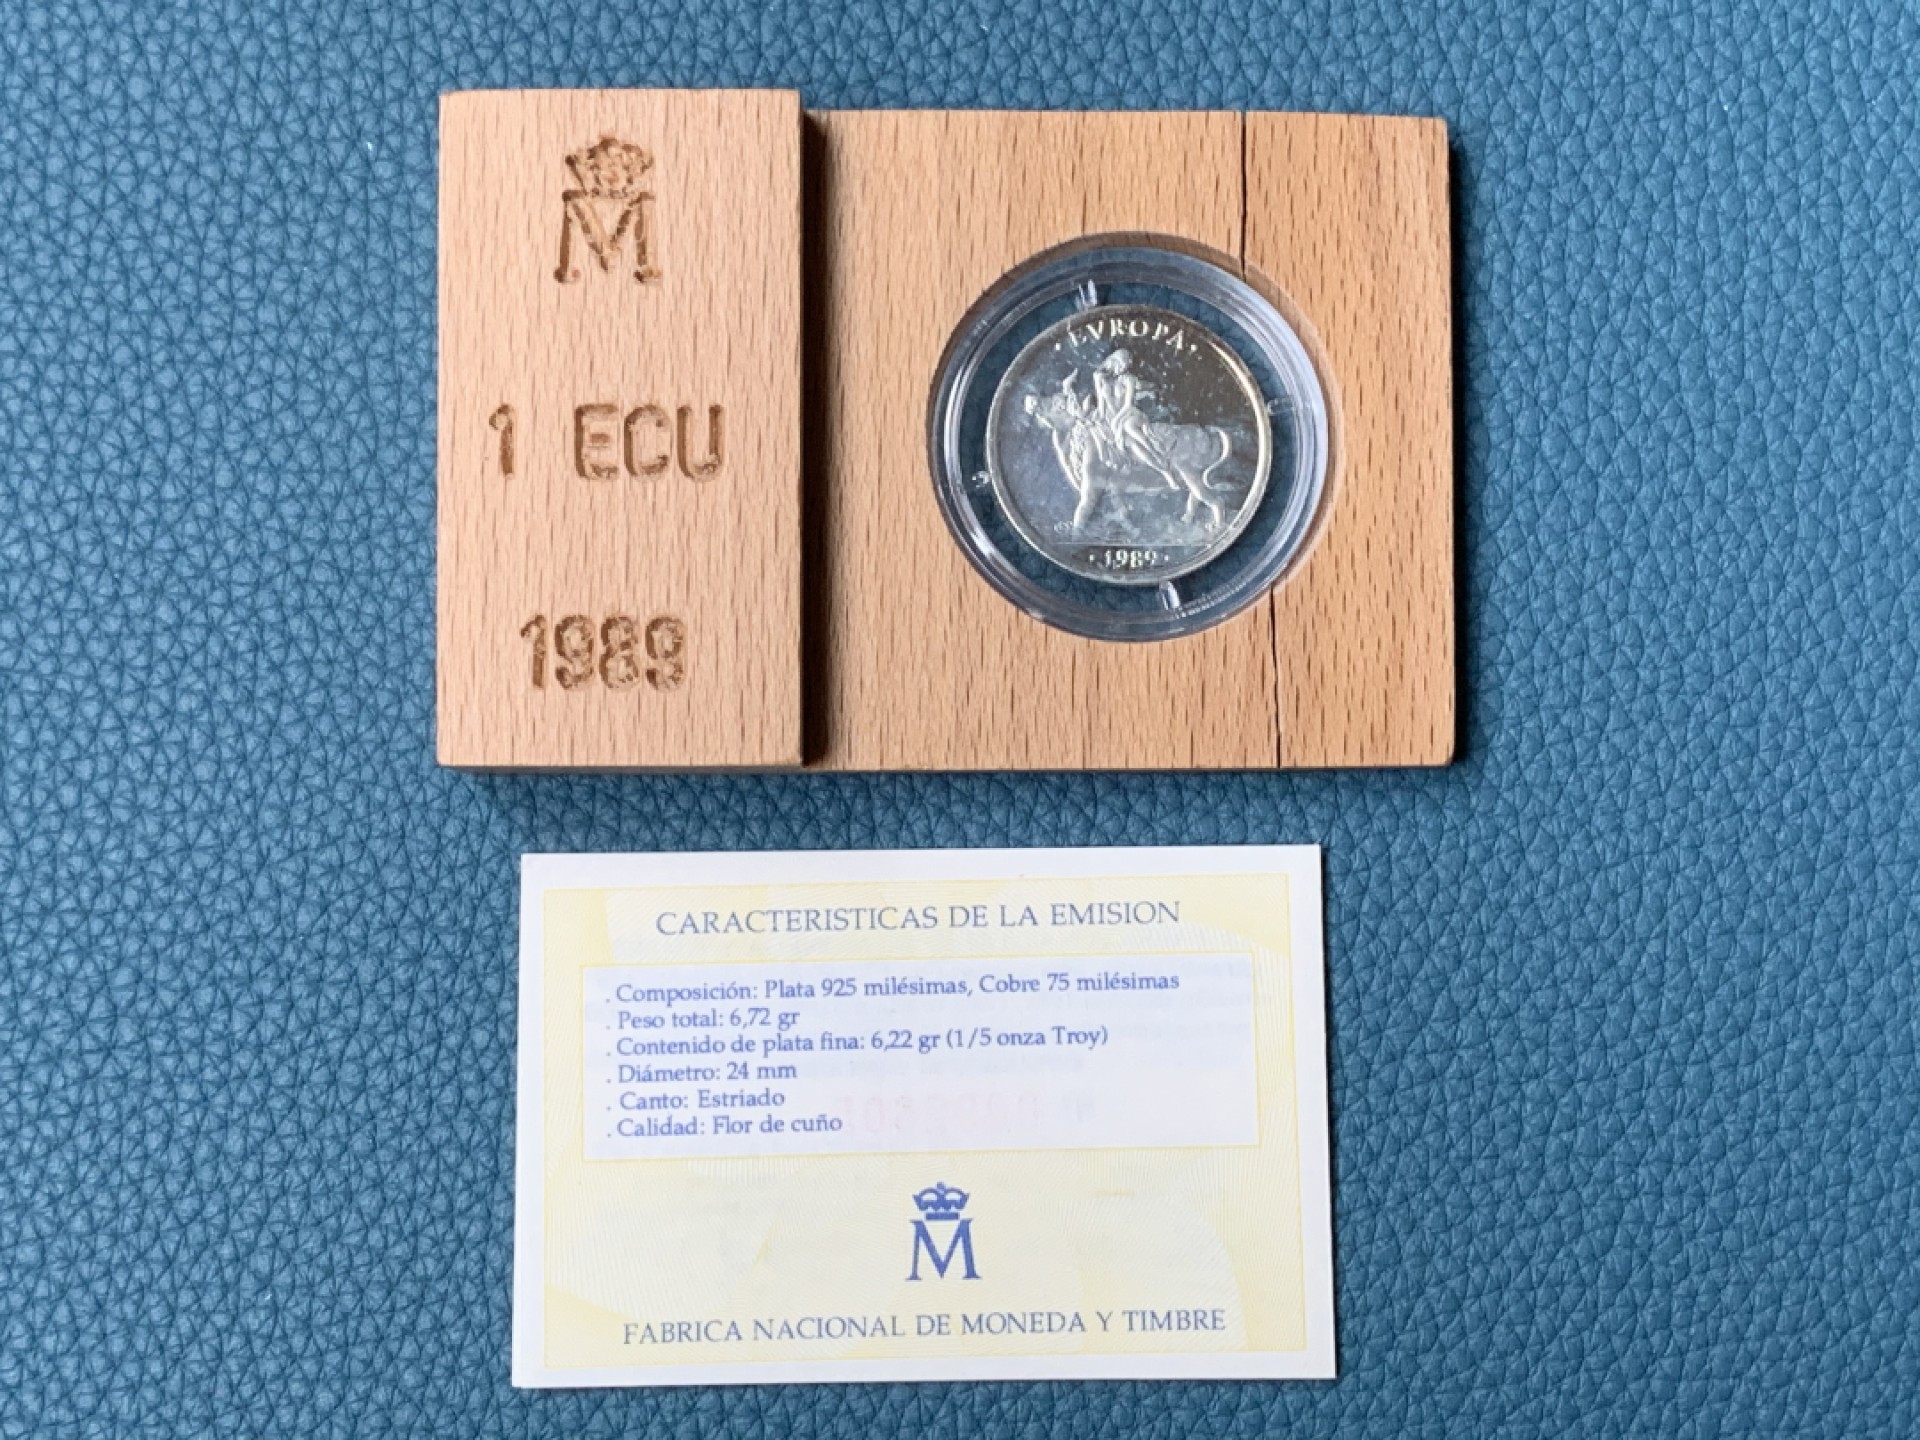 M
1 ECU
1989
· EVROPA ·
· 1989 ·
CARACTERISTICAS DE LA EMISION
. Composición: Plata 925 milésimas, Cobre 75 milésimas
. Peso total: 6,72 gr
. Contenido de plata fina: 6,22 gr (1/5 onza Troy)
. Diámetro: 24 mm
. Canto: Estriado
. Calidad: Flor de cuño
M
FABRICA NACIONAL DE MONEDA Y TIMBRE